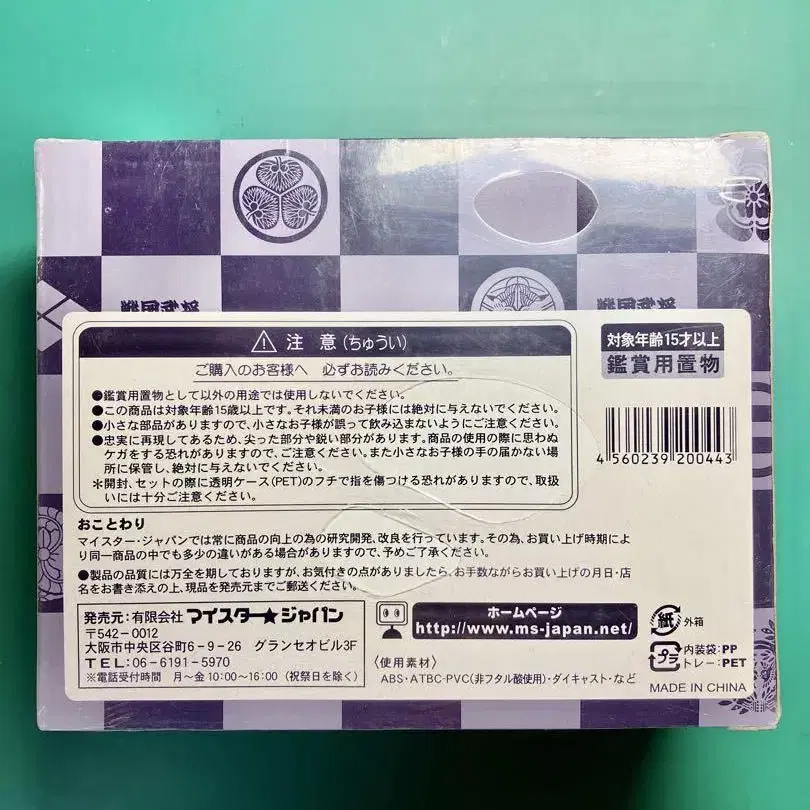 戦国武将
戦国武将
注 意 (ちゅうい)
ご購入のお客様へ 必ずお読みください。
●鑑賞用置物として以外の用途では使用しないでください。
●この商品は対象年齢15歳以上です。それ未満のお子様には絶対に与えないでください。
●小さな部品がありますので、小さなお子様が誤って飲み込まないようにご注意ください。
●忠実に再現してあるため、尖った部分や鋭い部分があります。商品の使用の際に思わぬ
ケガをする恐れがありますので、ご注意ください。また小さなお子様の手の届かない場
所に保管し、絶対に与えないでください。
*開封、セットの際に透明ケース(PET)のフチで指を傷つける恐れがありますので、取扱
いには十分ご注意ください。
対象年齢15才以上
鑑賞用置物
4 560239 200443
おことわり
マイスター・ジャパンでは常に商品の向上の為の研究開発、改良を行っています。その為、お買い上げ時期によ
り同一商品の中でも多少の違いがある場合がありますので、予めご了承ください。
●製品の品質には万全を期しておりますが、お気付きの点がありましたら、お手数ながらお買い上げの月日・店
名をお書き添えの上、現品を発売元までご郵送ください。
発売元:有限会社 マイスター★ジャパン
〒542-0012
大阪市中央区谷町6-9-26 グランセオビル3F
TEL:06-6191-5970
※電話受付時間 月〜金 10:00〜16:00 (祝祭日を除く)
ホームページ
http://www.ms-japan.net/
〈使用素材〉
ABS・ATBC-PVC(非フタル酸使用)・ダイキャスト・など
紙 外箱
プラ 内装袋:PP
トレー:PET
MADE IN CHINA